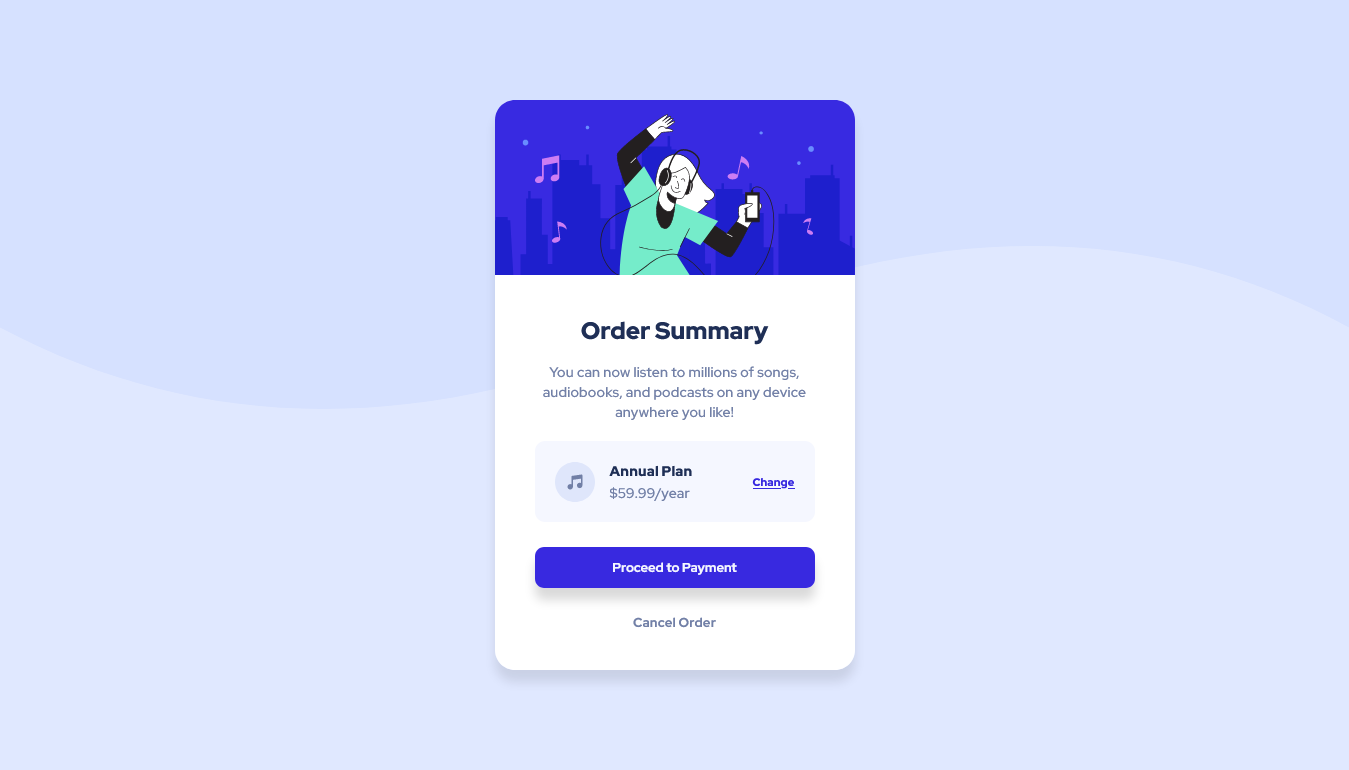 Order Summary
You can now listen to millions of songs,
audiobooks, and podcasts on any device
anywhere you like!
Annual Plan
$59.99/year
Change
Proceed to Payment
Cancel Order